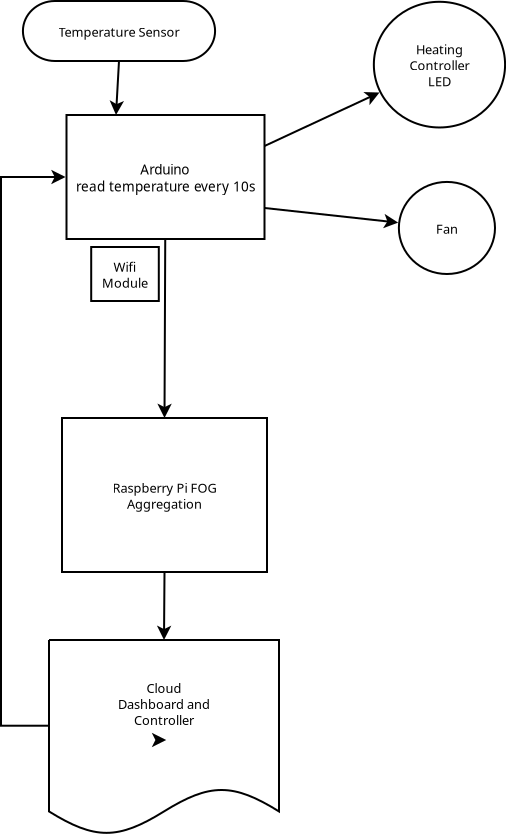 Temperature Sensor
Heating
Controller
LED
Arduino
read temperature every 10s
Fan
Wifi
Module
Raspberry Pi FOG
Aggregation
Cloud
Dashboard and
Controller